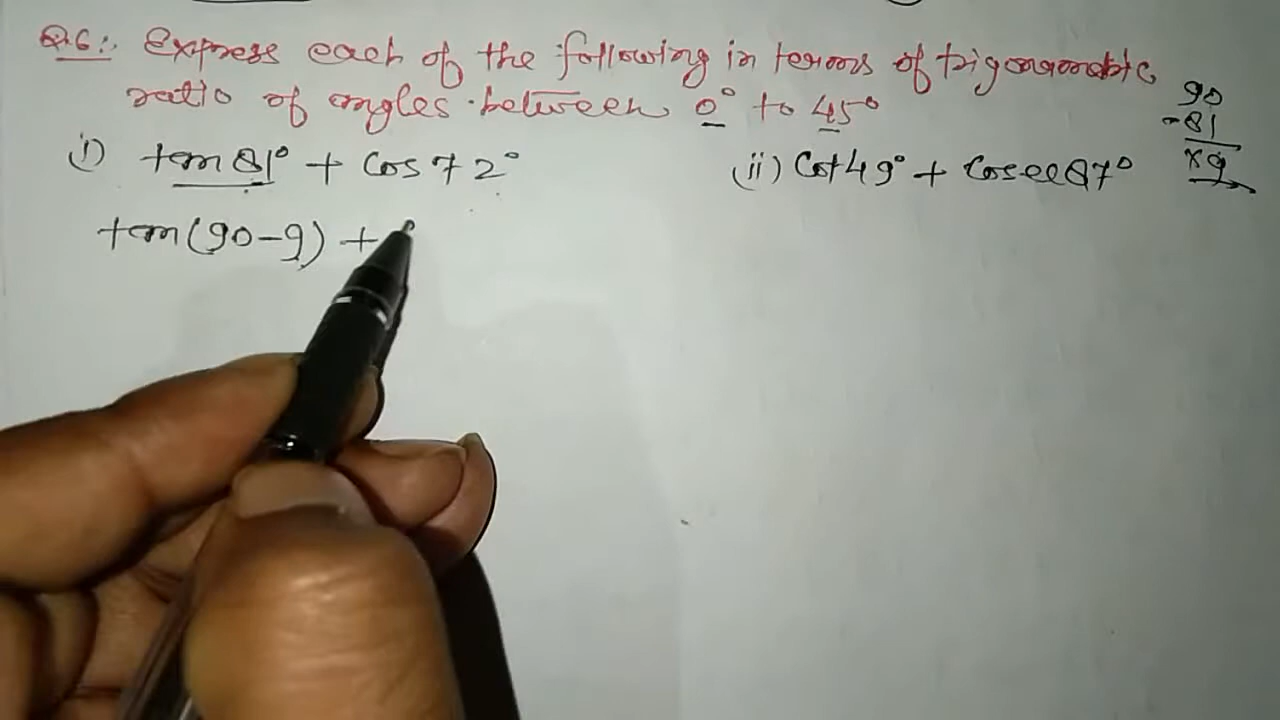 Q.6:. Express each of the following in terms of trigonometric
ratio of angles between 0° to 45°
i) tan 81° + Cos 72°
(ii) Cot 49° + Cosec 87°
90
-81
x9
tan(90-9) +